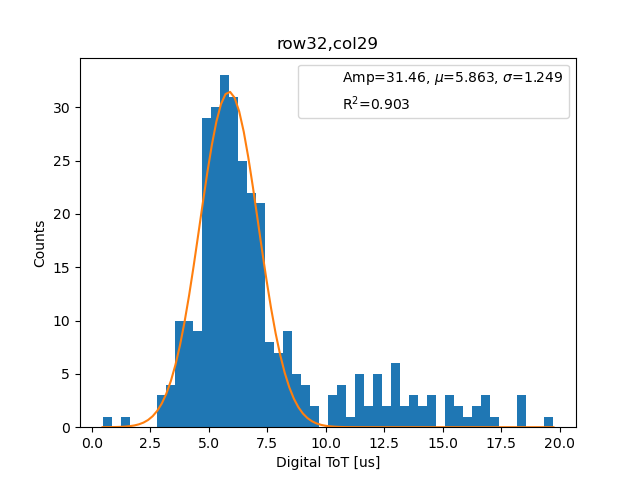 row32,col29
Amp=31.46, μ=5.863, σ=1.249
R²=0.903
Counts
30
25
20
15
10
5
0
0.0 2.5 5.0 7.5 10.0 12.5 15.0 17.5 20.0
Digital ToT [us]